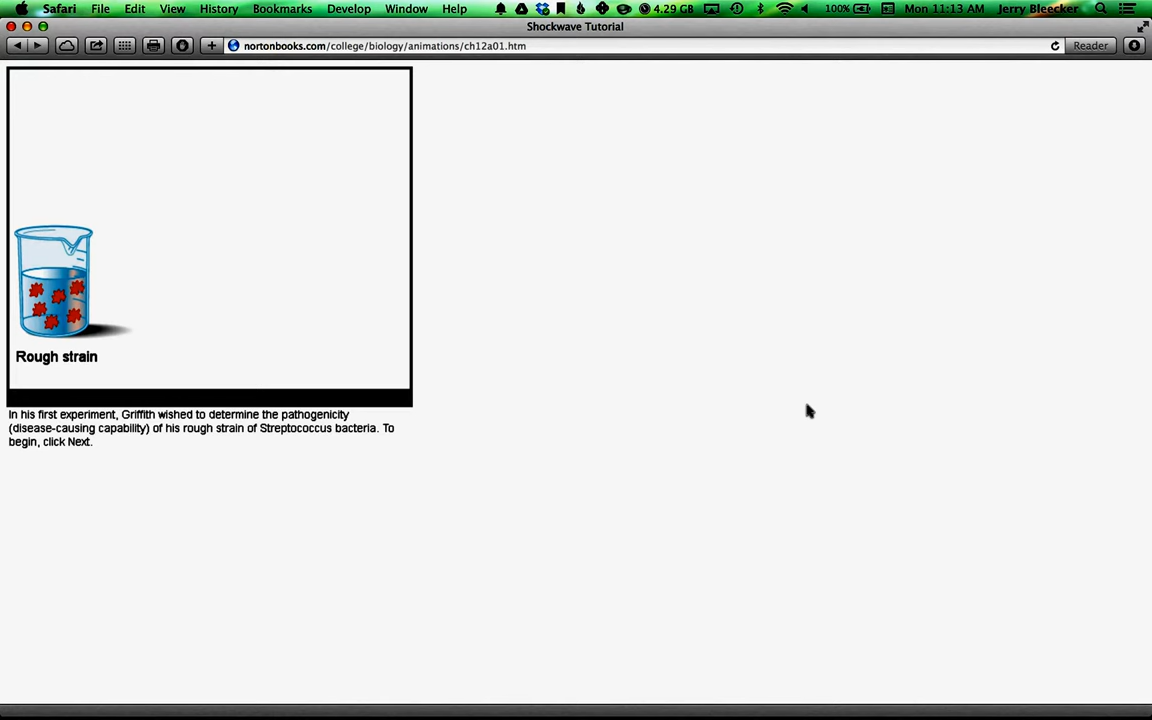 Safari File Edit View History Bookmarks Develop Window Help 4.29 GB 100% Mon 11:13 AM Jerry Bleecker
Shockwave Tutorial
nortonbooks.com/college/biology/animations/ch12a01.htm Reader
Rough strain
In his first experiment, Griffith wished to determine the pathogenicity
(disease-causing capability) of his rough strain of Streptococcus bacteria. To
begin, click Next.